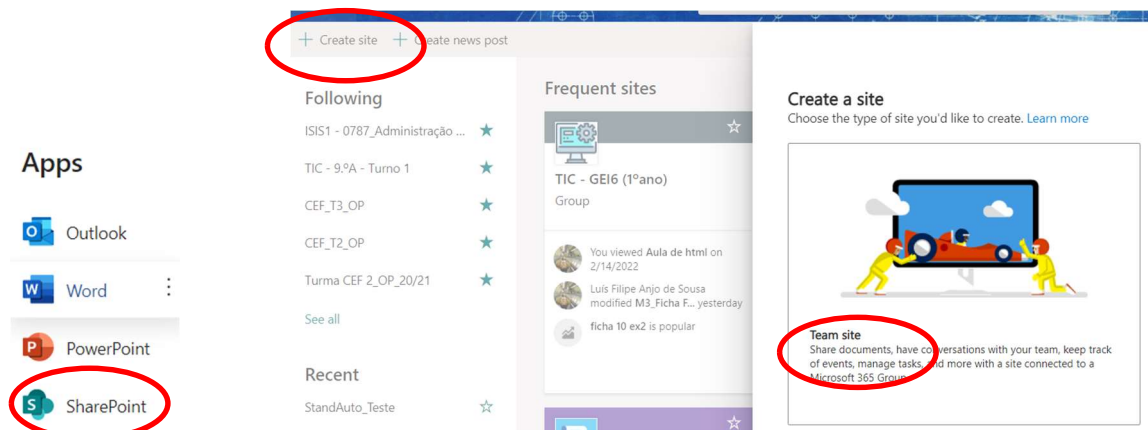 Apps
Outlook
Word
PowerPoint
SharePoint
+ Create site + Create news post
Following
ISIS1 - 0787_Administração ...
TIC - 9.ºA - Turno 1
CEF_T3_OP
CEF_T2_OP
Turma CEF 2_OP_20/21
See all
Recent
StandAuto_Teste
Frequent sites
TIC - GEI6 (1ºano)
Group
You viewed Aula de html on
2/14/2022
Luís Filipe Anjo de Sousa
modified M3_Ficha F... yesterday
ficha 10 ex2 is popular
Create a site
Choose the type of site you'd like to create. Learn more
Team site
Share documents, have conversations with your team, keep track
of events, manage tasks, and more with a site connected to a
Microsoft 365 Group.